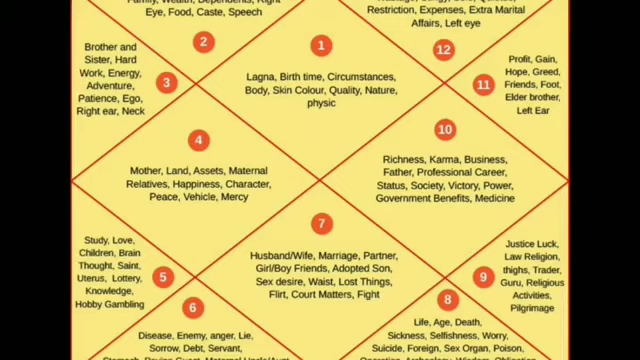 Family, Wealth, Dependents, Right
Eye, Food, Caste, Speech
2
1
Lagna, Birth time, Circumstances,
Body, Skin Colour, Quality, Nature,
physic
Restriction, Expenses, Extra Marital
Affairs, Left eye
12
Brother and
Sister, Hard
Work, Energy,
Adventure,
Patience, Ego,
Right ear, Neck
3
11
Profit, Gain,
Hope, Greed,
Friends, Foot,
Elder brother,
Left Ear
4
Mother, Land, Assets, Maternal
Relatives, Happiness, Character,
Peace, Vehicle, Mercy
10
Richness, Karma, Business,
Father, Professional Career,
Status, Society, Victory, Power,
Government Benefits, Medicine
7
Husband/Wife, Marriage, Partner,
Girl/Boy Friends, Adopted Son,
Sex desire, Waist, Lost Things,
Flirt, Court Matters, Fight
Study, Love,
Children, Brain
Thought, Saint,
Uterus, Lottery,
Knowledge,
Hobby Gambling
5
9
Justice Luck,
Law Religion,
thighs, Trader,
Guru, Religious
Activities,
Pilgrimage
6
Disease, Enemy, anger, Lie,
Sorrow, Debt, Servant,
8
Life, Age, Death,
Sickness, Selfishness, Worry,
Suicide, Foreign, Sex Organ, Poison,